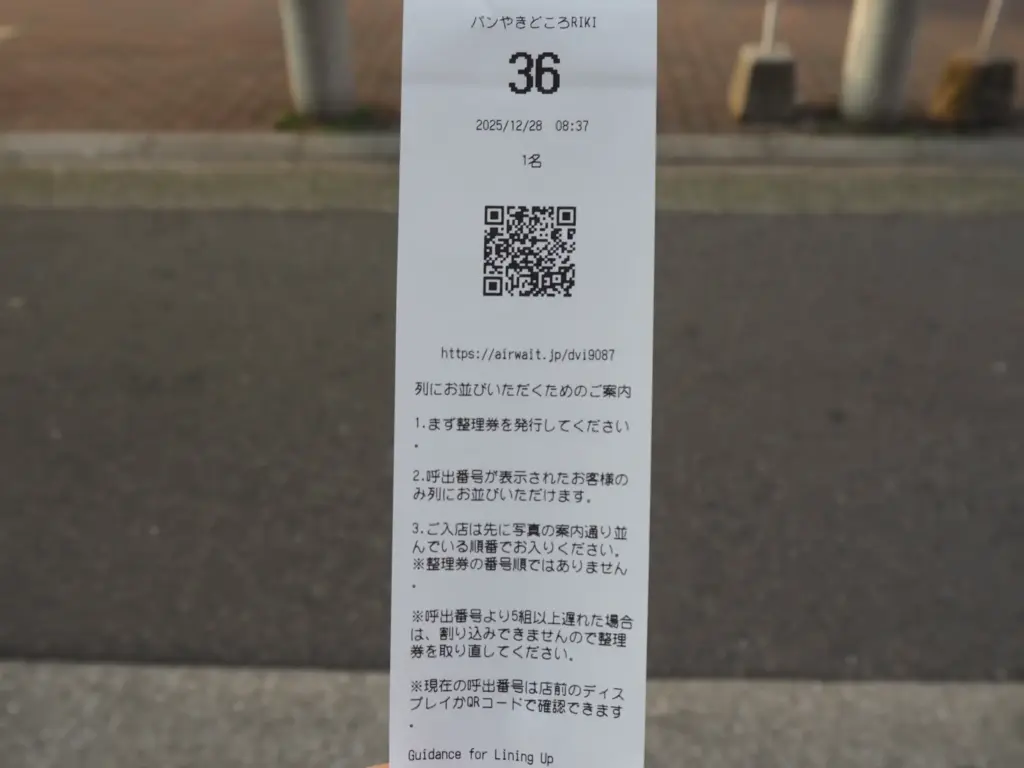 パンやきどころRIKI
36
2025/12/28 08:37
1名
https://airwait.jp/dvi9087
列にお並びいただくためのご案内
1.まず整理券を発行してください
。
2.呼出番号が表示されたお客様の
み列にお並びいただけます。
3.ご入店は先に写真の案内通り並
んでいる順番でお入りください。
※整理券の番号順ではありません
。
※呼出番号より5組以上遅れた場合
は、割り込みできませんので整理
券を取り直してください。
※現在の呼出番号は店前のディス
プレイかQRコードで確認できます
。
Guidance for Lining Up